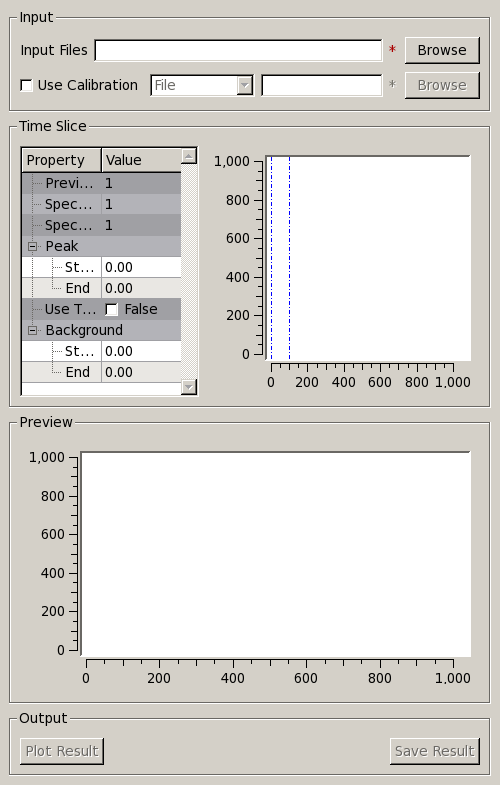 Input
Input Files * Browse
Use Calibration File * Browse
Time Slice
Property Value
Previ... 1
Spec... 1
Spec... 1
Peak
St... 0.00
End 0.00
Use T... False
Background
St... 0.00
End 0.00
1,000
800
600
400
200
0
0 200 400 600 800 1,000
Preview
1,000
800
600
400
200
0
0 200 400 600 800 1,000
Output
Plot Result Save Result